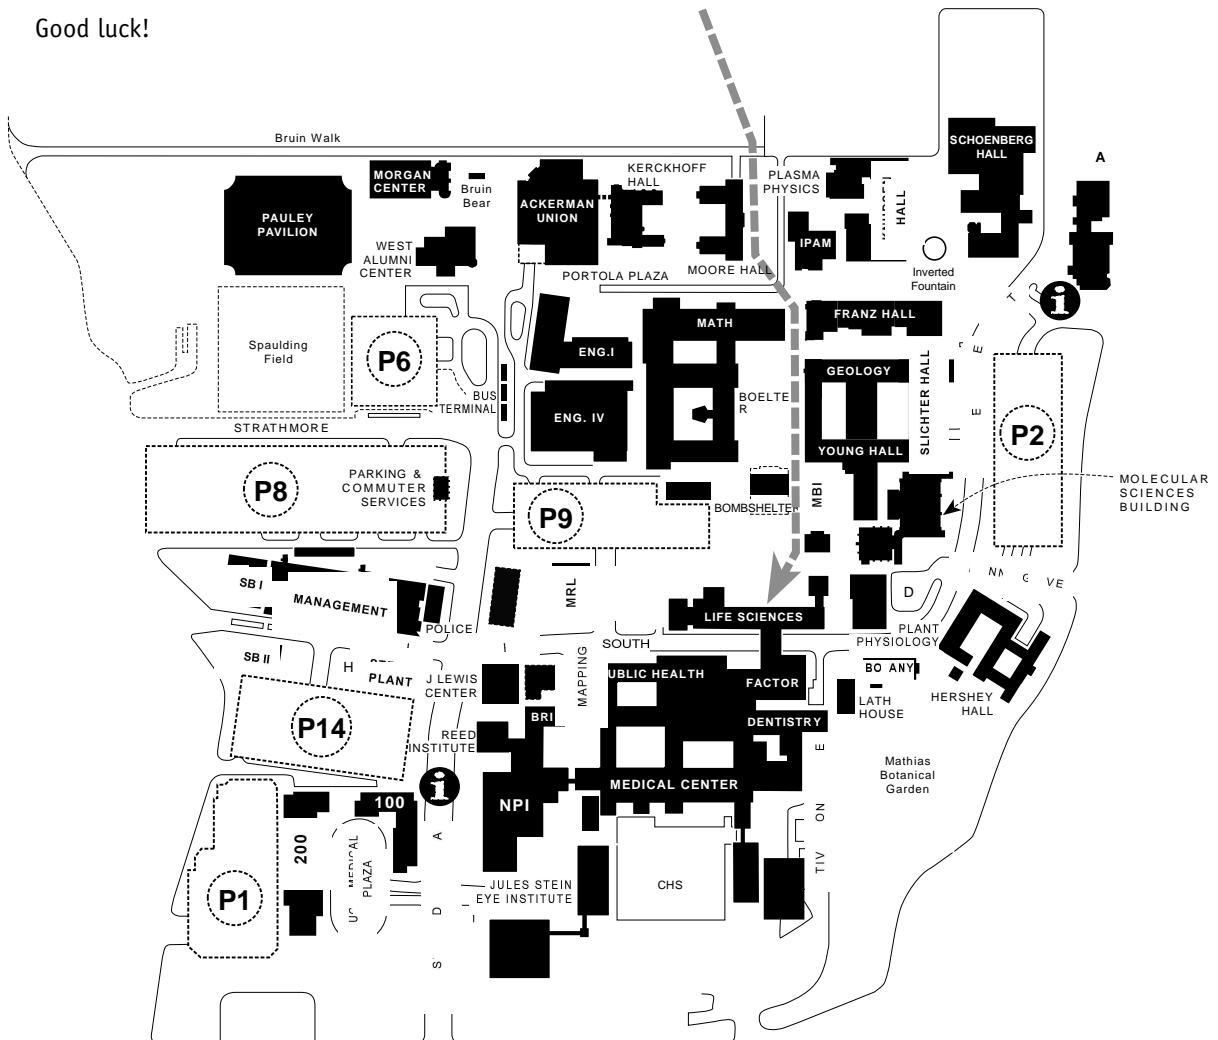 Good luck!
Bruin Walk
SCHOENBERG
HALL
A
MORGAN
CENTER
Bruin
Bear
KERCKHOFF
HALL
PLASMA
PHYSICS
HALL
PAULEY
PAVILION
ACKERMAN
UNION
WEST
ALUMNI
CENTER
IPAM
Inverted
Fountain
PORTOLA PLAZA
MOORE HALL
MATH
FRANZ HALL
Spaulding
Field
P6
ENG.I
GEOLOGY
SLICHTER HALL
BUS
TERMINAL
BOELTE
R
ENG. IV
P2
STRATHMORE
YOUNG HALL
P8
PARKING &
COMMUTER
SERVICES
P9
BOMBSHELTER
MBI
MOLECULAR
SCIENCES
BUILDING
SB I
MANAGEMENT
MRL
D
POLICE
LIFE SCIENCES
PLANT
PHYSIOLOGY
SB II
H
PLANT
SOUTH
J LEWIS
CENTER
MAPPING
UBLIC HEALTH
FACTOR
BO ANY
LATH
HOUSE
HERSHEY
HALL
P14
BRI
DENTISTRY
REED
INSTITUTE
E
Mathias
Botanical
Garden
NPI
MEDICAL CENTER
100
200
ON
A
TIV
PLAZA
P1
JULES STEIN
EYE INSTITUTE
CHS
D
S